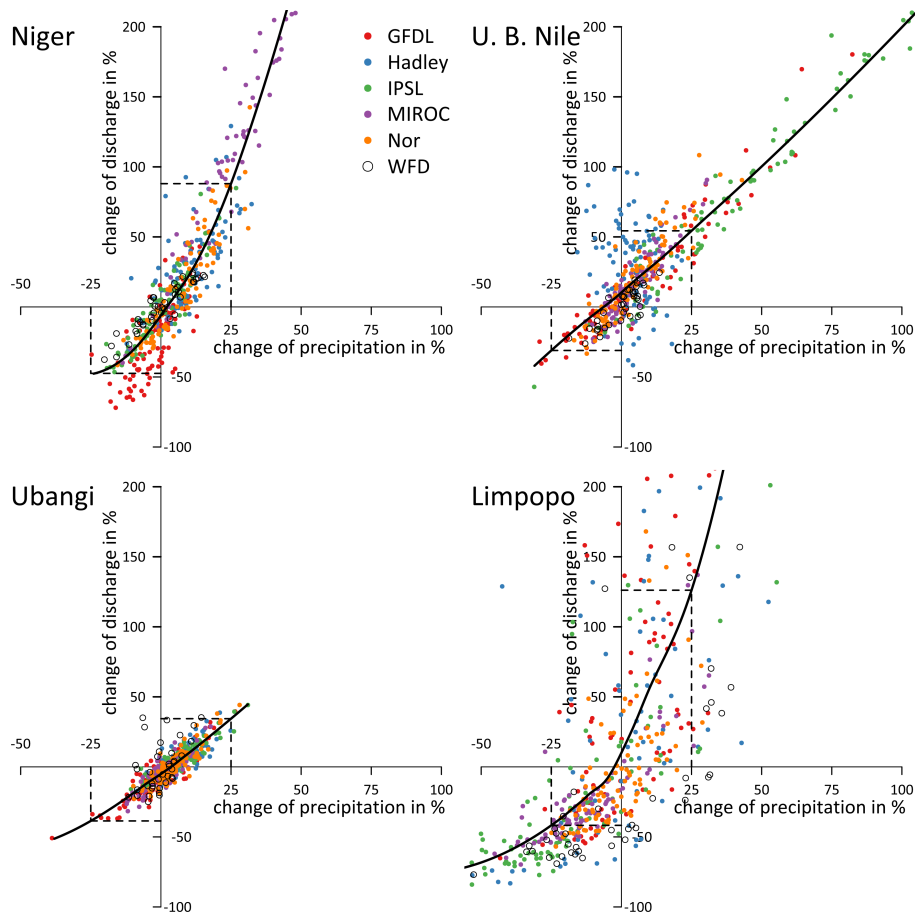 Niger
change of discharge in %
200
150
100
50
-50
-25
25
50
75
100
change of precipitation in %
-50
-100
GFDL
Hadley
IPSL
MIROC
Nor
WFD
U. B. Nile
change of discharge in %
200
150
100
50
-50
-25
25
50
75
100
change of precipitation in %
-50
-100
Ubangi
change of discharge in %
200
150
100
50
-50
-25
25
50
75
100
change of precipitation in %
-50
-100
Limpopo
change of discharge in %
200
150
100
50
-50
-25
25
50
75
100
change of precipitation in %
-50
-100